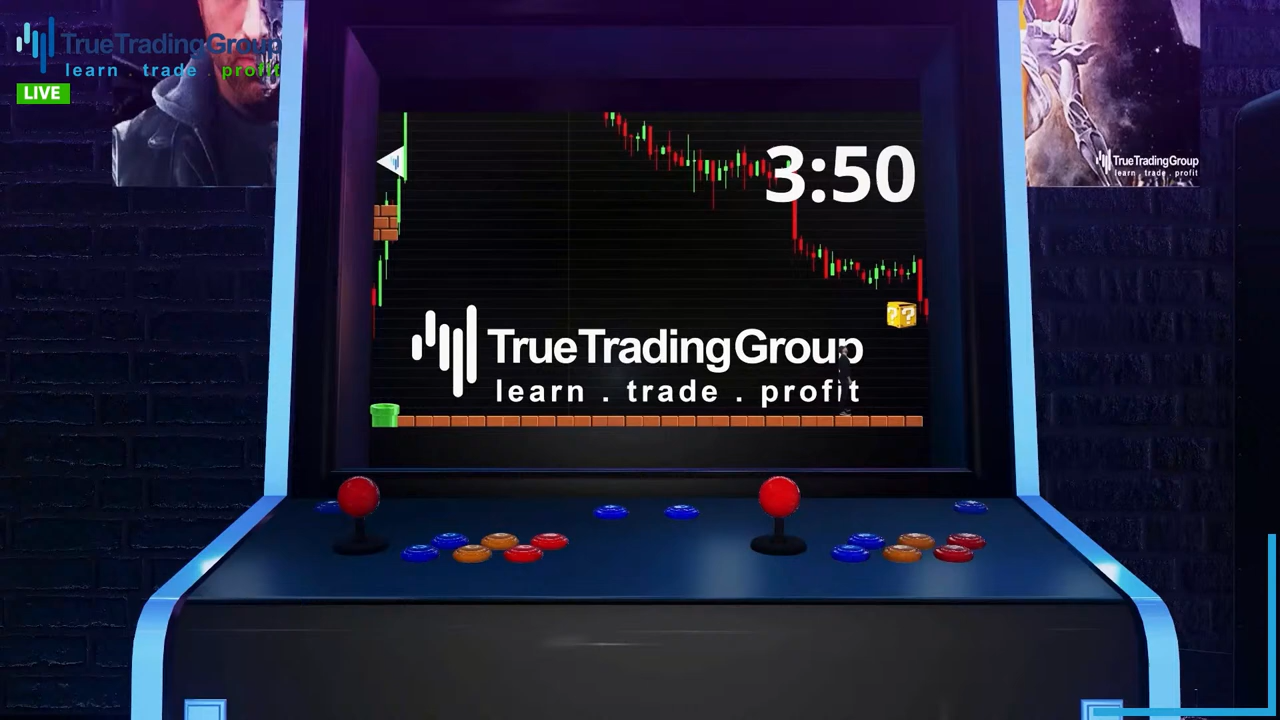 TrueTradingGroup
learn . trade . profit
LIVE
3:50
TrueTradingGroup
learn . trade . profit
TrueTradingGroup
learn . trade . profit
? ?